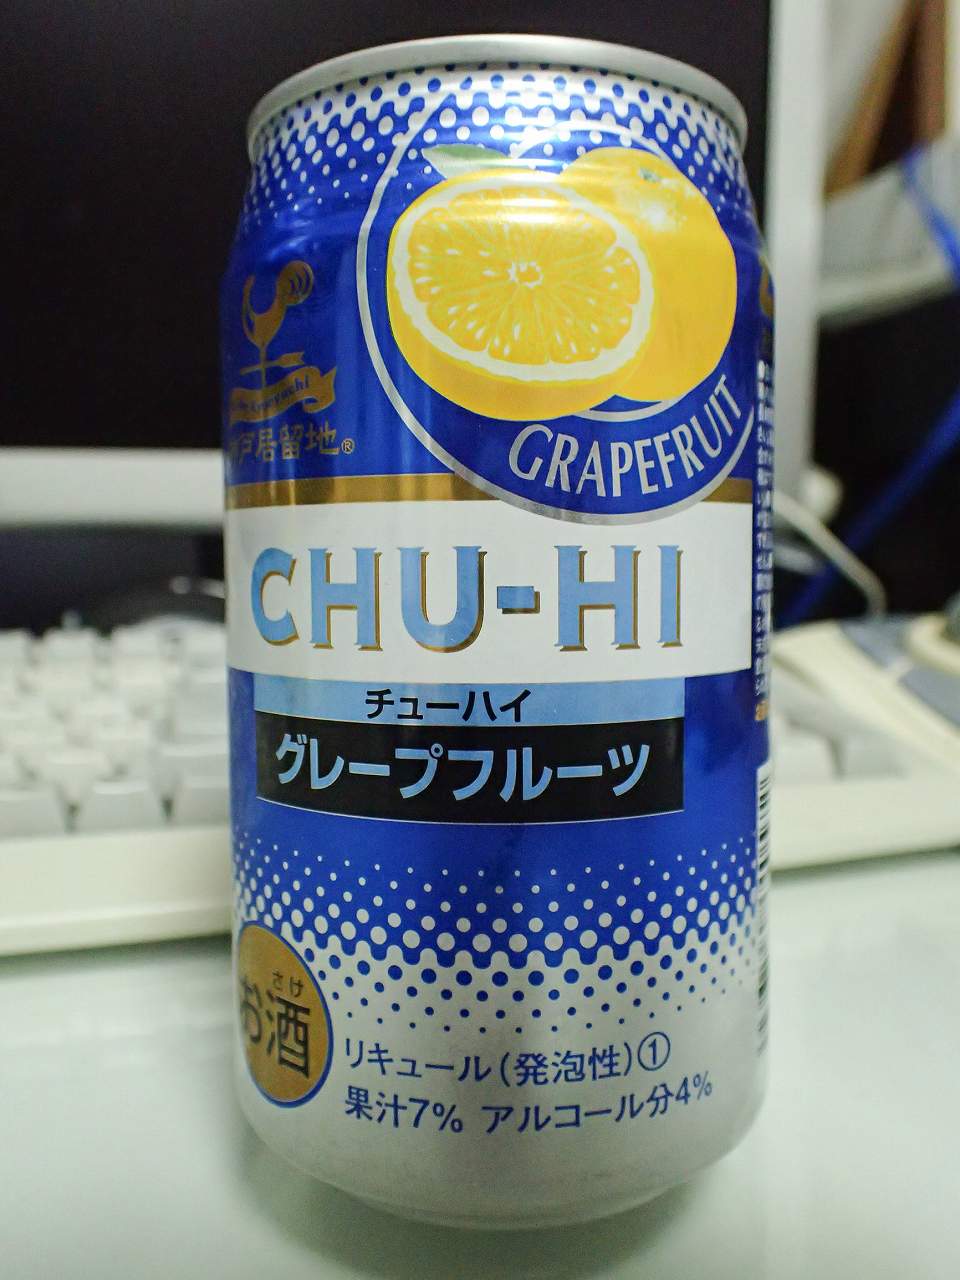 GRAPEFRUIT
戸居留地®
CHU-HI
チューハイ
グレープフルーツ
さけ
お酒
リキュール(発泡性)①
果汁7% アルコール分4%